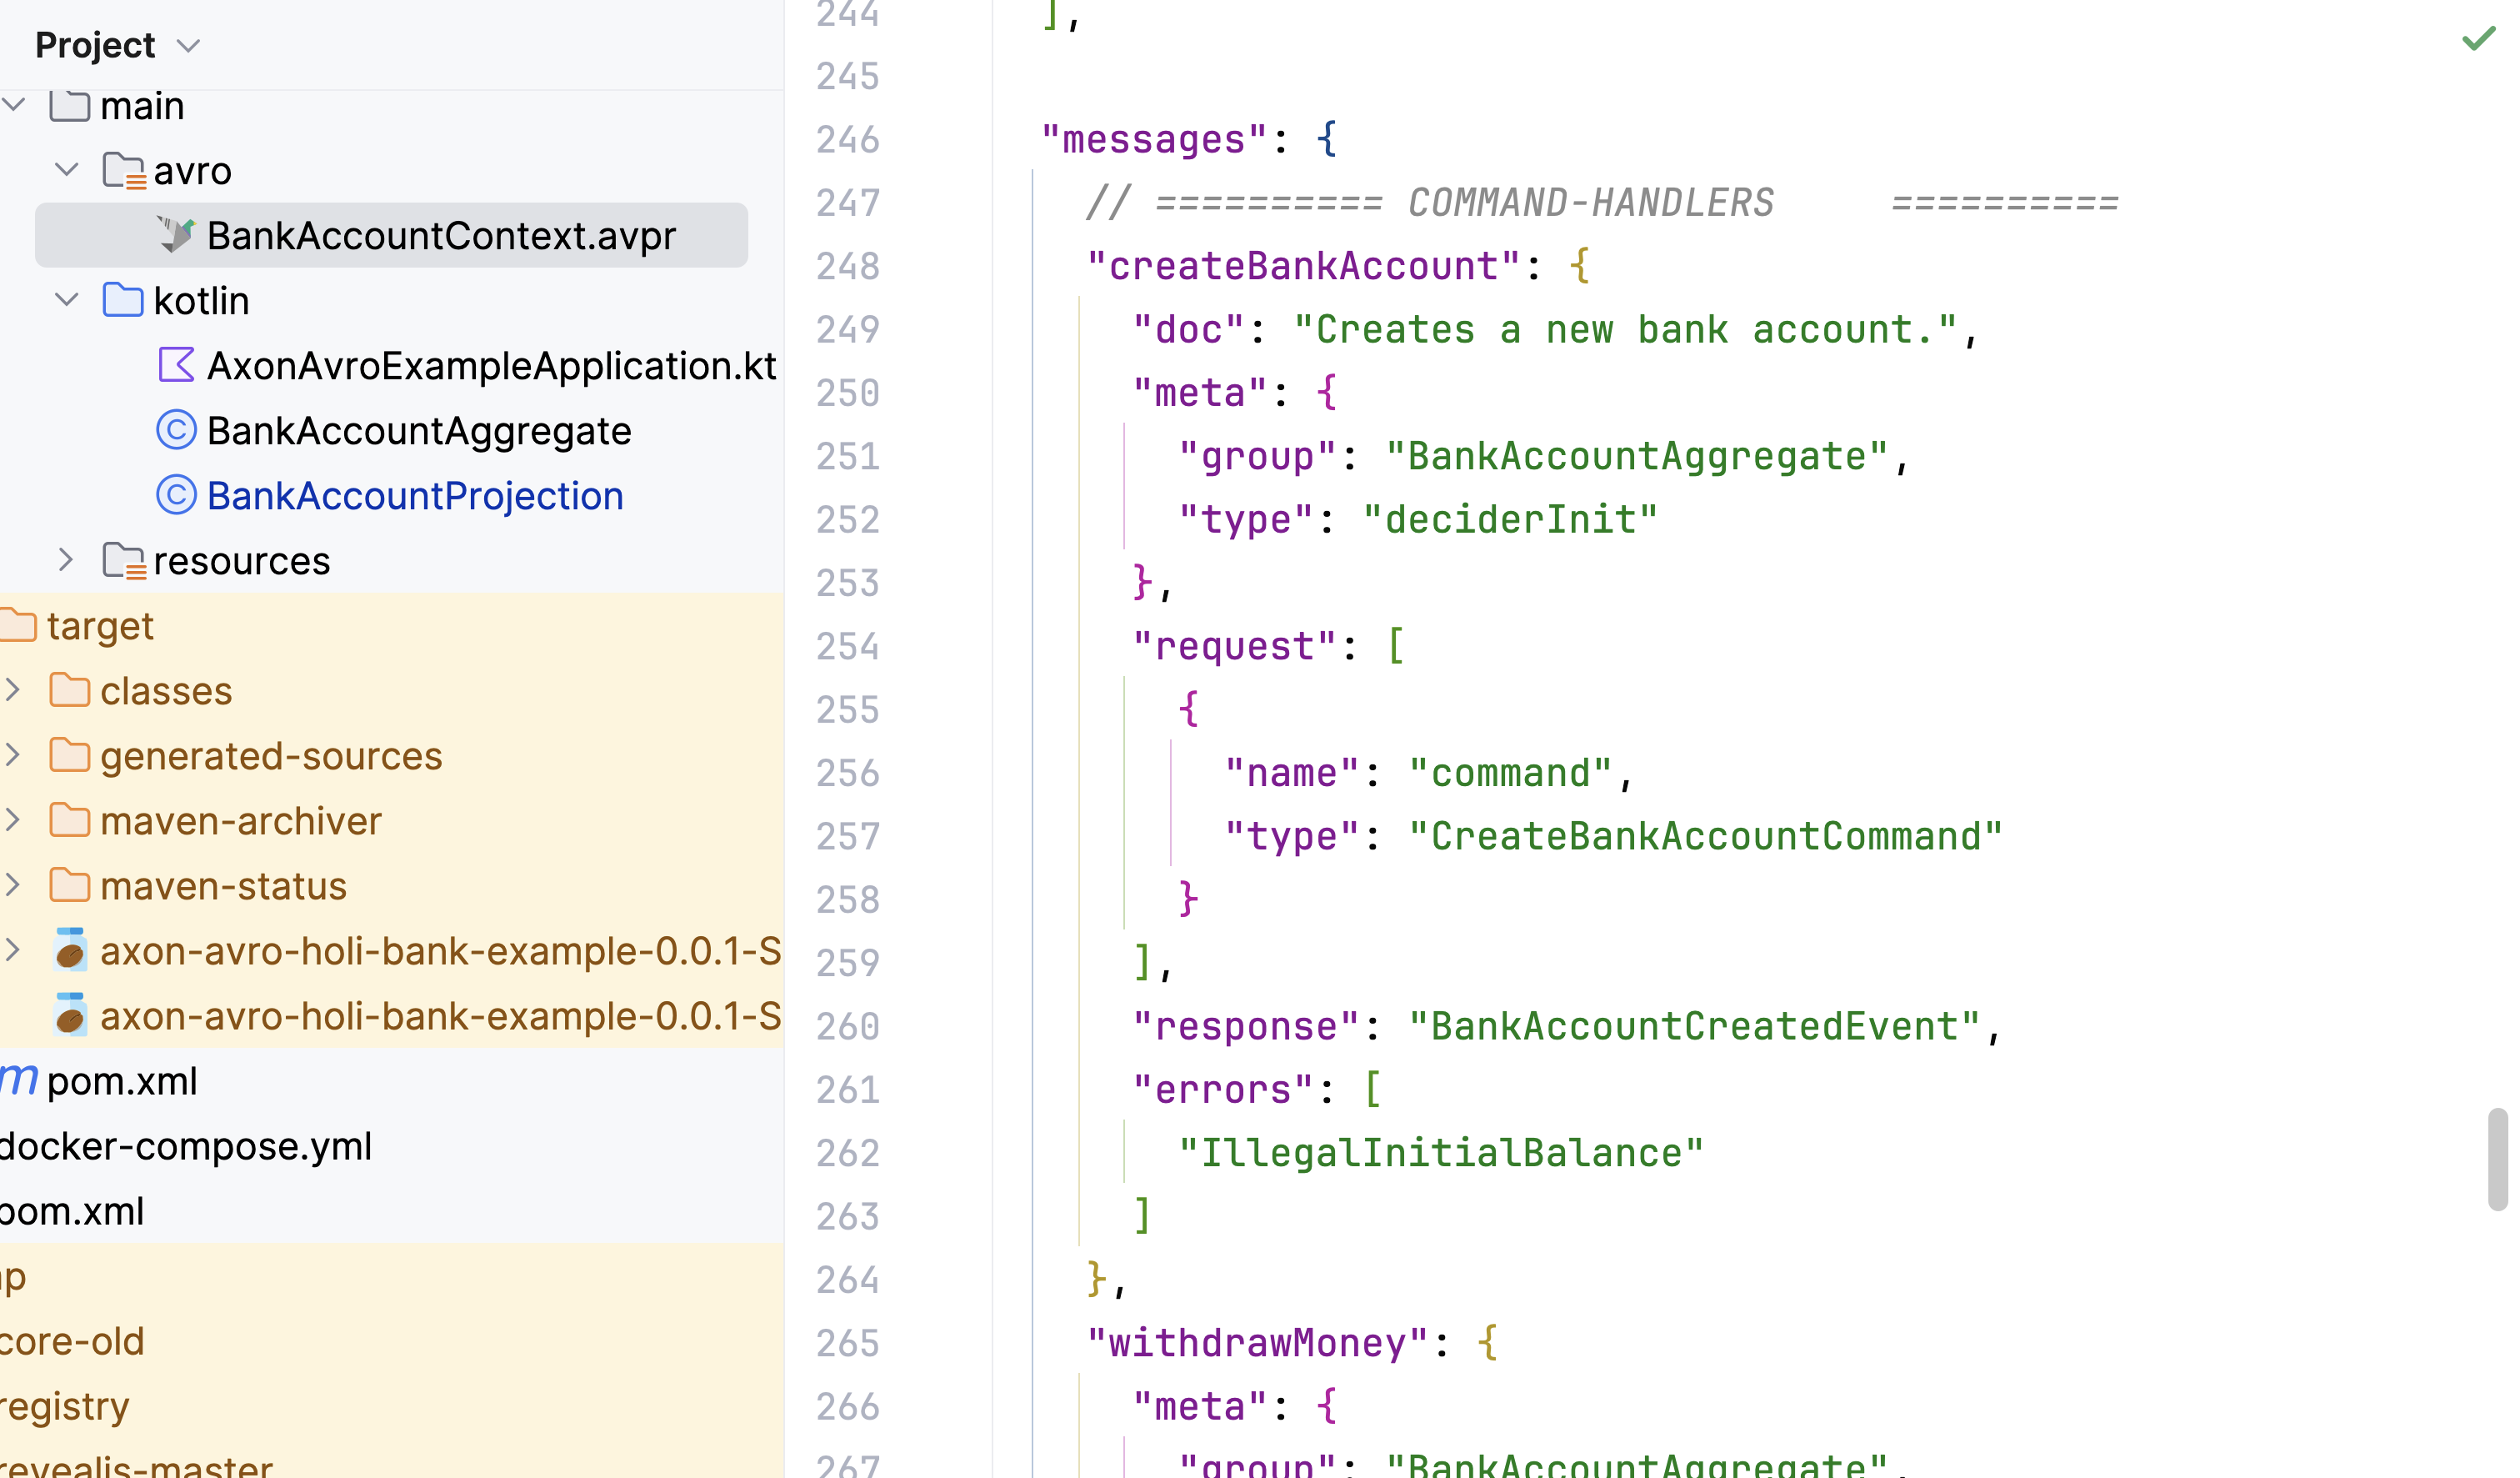 Project
main
avro
BankAccountContext.avpr
kotlin
AxonAvroExampleApplication.kt
BankAccountAggregate
BankAccountProjection
resources
target
classes
generated-sources
maven-archiver
maven-status
axon-avro-holi-bank-example-0.0.1-S
axon-avro-holi-bank-example-0.0.1-S
pom.xml
docker-compose.yml
pom.xml
core-old
registry
revealjs-master
244 ],
245
246 "messages": {
247 // ========== COMMAND-HANDLERS     ==========
248 "createBankAccount": {
249 "doc": "Creates a new bank account.",
250 "meta": {
251 "group": "BankAccountAggregate",
252 "type": "deciderInit"
253 },
254 "request": [
255 {
256 "name": "command",
257 "type": "CreateBankAccountCommand"
258 }
259 ],
260 "response": "BankAccountCreatedEvent",
261 "errors": [
262 "IllegalInitialBalance"
263 ]
264 },
265 "withdrawMoney": {
266 "meta": {
267 "group": "BankAccountAggregate",